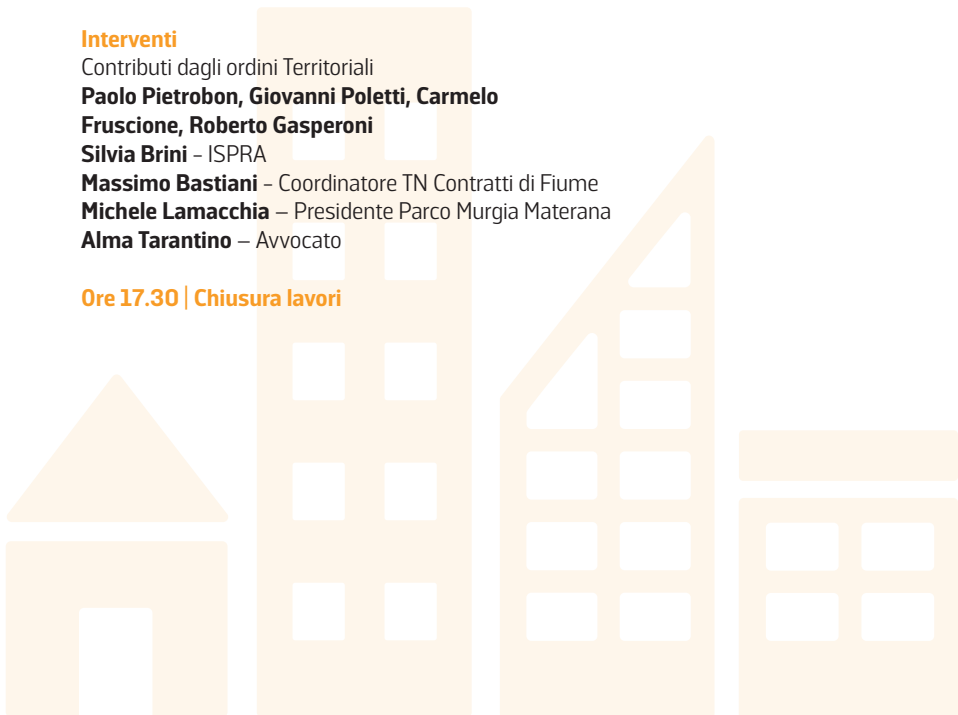 Interventi
Contributi dagli ordini Territoriali
Paolo Pietrobon, Giovanni Poletti, Carmelo
Fruscione, Roberto Gasperoni
Silvia Brini - ISPRA
Massimo Bastiani - Coordinatore TN Contratti di Fiume
Michele Lamacchia – Presidente Parco Murgia Materana
Alma Tarantino – Avvocato
Ore 17.30 | Chiusura lavori